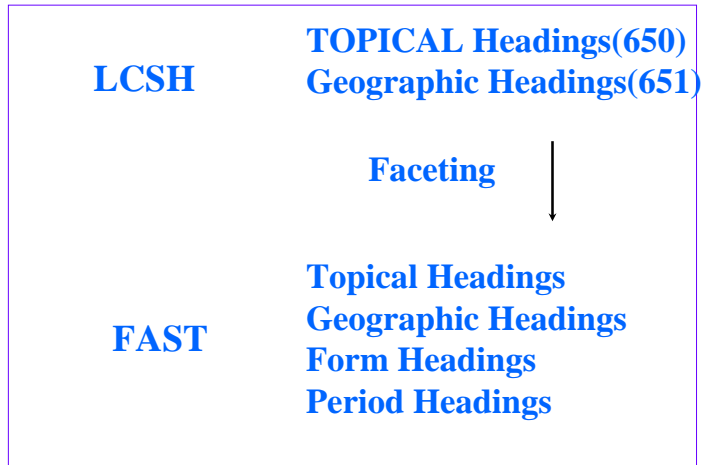 LCSH
TOPICAL Headings(650)
Geographic Headings(651)
Faceting
FAST
Topical Headings
Geographic Headings
Form Headings
Period Headings